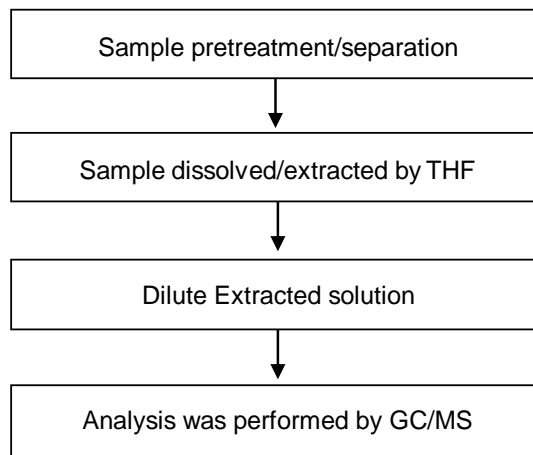 Sample pretreatment/separation
Sample dissolved/extracted by THF
Dilute Extracted solution
Analysis was performed by GC/MS